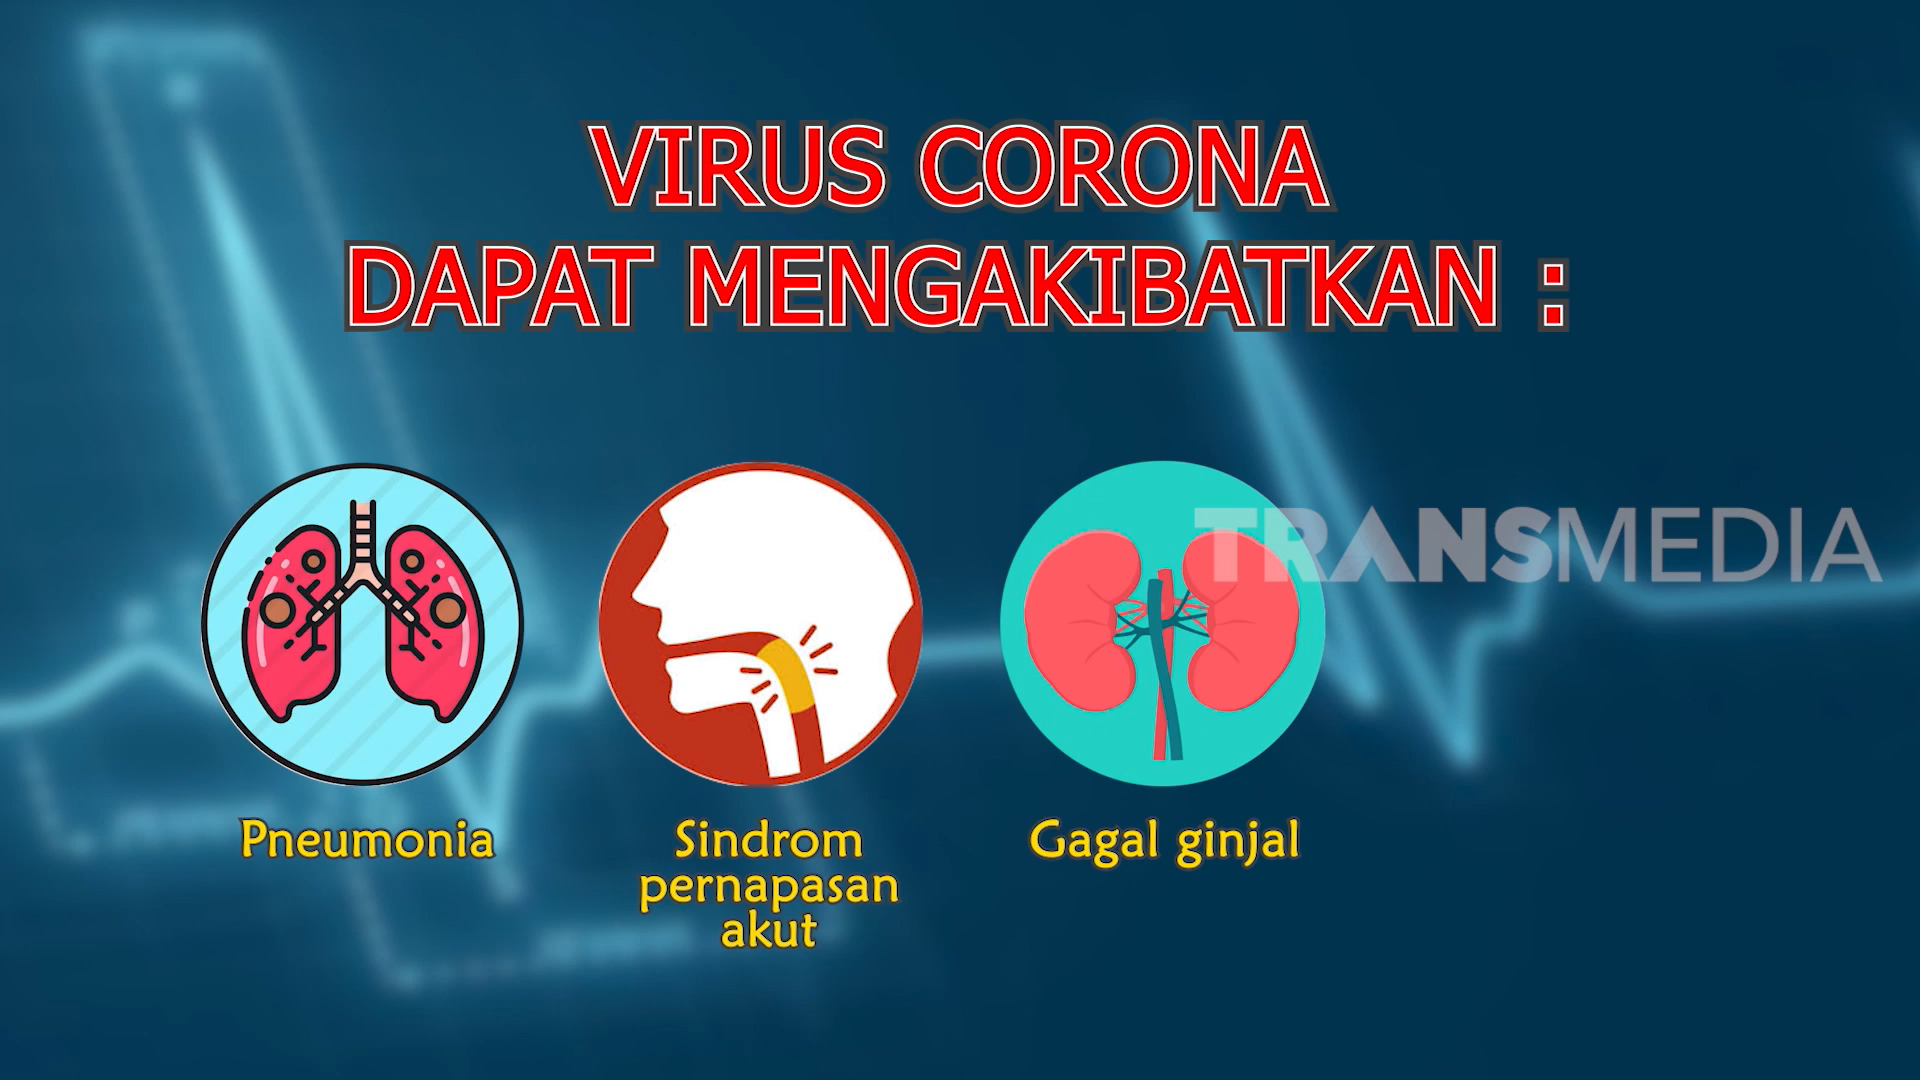 VIRUS CORONA
DAPAT MENGAKIBATKAN :
TRANSMEDIA
Pneumonia
Sindrom
pernapasan
akut
Gagal ginjal